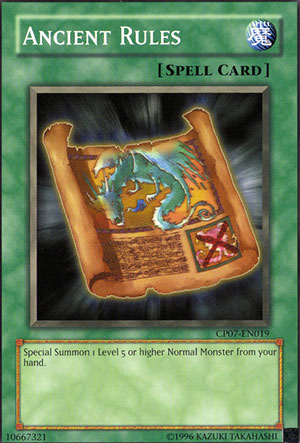 ANCIENT RULES
魔
[SPELL CARD]
CP07-EN019
Special Summon 1 Level 5 or higher Normal Monster from your
hand.
10667321
©1996 KAZUKI TAKAHASHI